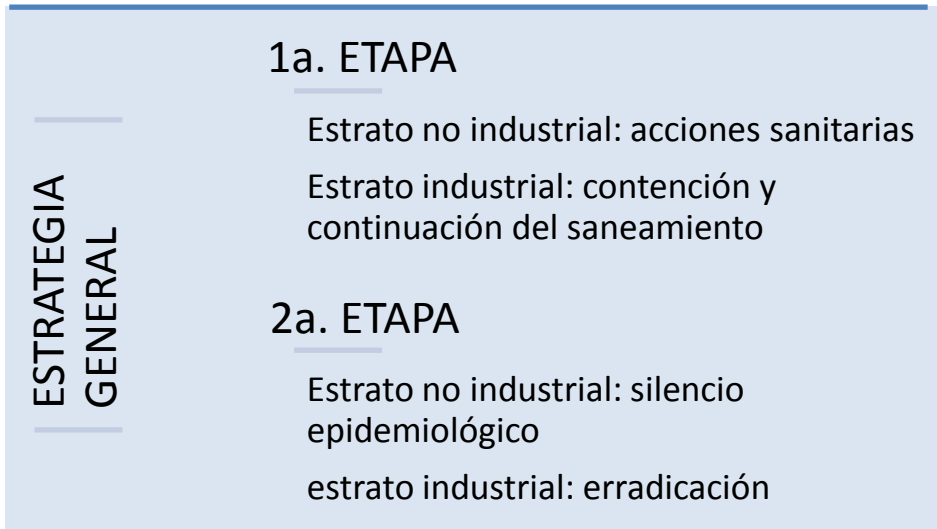 ESTRATEGIA
GENERAL
1a. ETAPA
Estrato no industrial: acciones sanitarias
Estrato industrial: contención y
continuación del saneamiento
2a. ETAPA
Estrato no industrial: silencio
epidemiológico
estrato industrial: erradicación